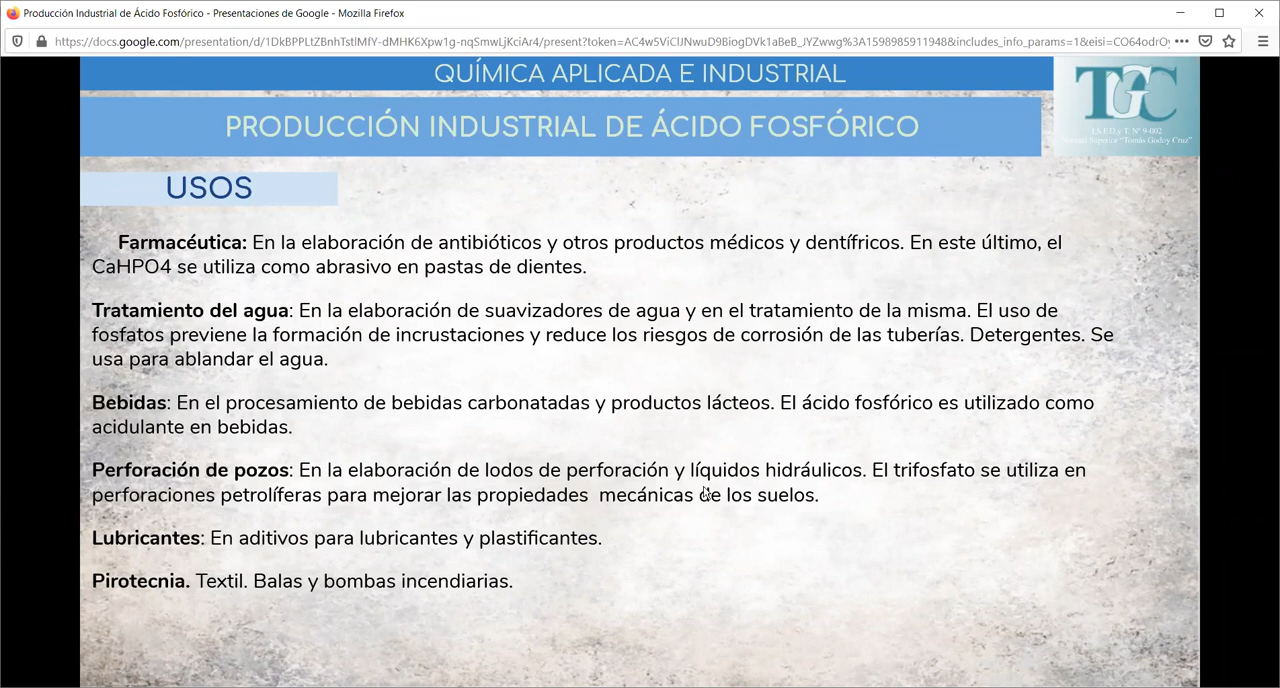 Producción Industrial de Ácido Fosfórico - Presentaciones de Google - Mozilla Firefox
https://docs.google.com/presentation/d/1DkBPPLtZBnhTstlMfY-dMHK6Xpw1g-nqSmwLjKciAr4/present?token=AC4w5ViClJNwuD9BiogDVk1aBeB_JYZwwg%3A1598985911948&includes_info_params=1&eisi=CO64odrO
QUÍMICA APLICADA E INDUSTRIAL
TGC
I.S.F.D.y T. Nº 9-002
Normal Superior "Tomás Godoy Cruz"
PRODUCCIÓN INDUSTRIAL DE ÁCIDO FOSFÓRICO
USOS
Farmacéutica: En la elaboración de antibióticos y otros productos médicos y dentífricos. En este último, el
CaHPO4 se utiliza como abrasivo en pastas de dientes.
Tratamiento del agua: En la elaboración de suavizadores de agua y en el tratamiento de la misma. El uso de
fosfatos previene la formación de incrustaciones y reduce los riesgos de corrosión de las tuberías. Detergentes. Se
usa para ablandar el agua.
Bebidas: En el procesamiento de bebidas carbonatadas y productos lácteos. El ácido fosfórico es utilizado como
acidulante en bebidas.
Perforación de pozos: En la elaboración de lodos de perforación y líquidos hidráulicos. El trifosfato se utiliza en
perforaciones petrolíferas para mejorar las propiedades mecánicas de los suelos.
Lubricantes: En aditivos para lubricantes y plastificantes.
Pirotecnia. Textil. Balas y bombas incendiarias.